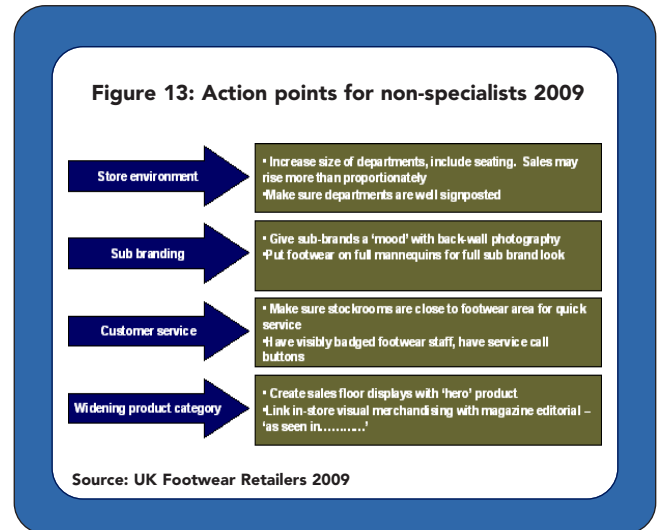 Figure 13: Action points for non-specialists 2009
Store environment
• Increase size of departments, include seating. Sales may
rise more than proportionately
•Make sure departments are well signposted
Sub branding
• Give sub-brands a ‘mood’ with back-wall photography
•Put footwear on full mannequins for full sub brand look
Customer service
• Make sure stockrooms are close to footwear area for quick
service
•Have visibly badged footwear staff, have service call
buttons
Widening product category
• Create sales floor displays with ‘hero’ product
•Link in-store visual merchandising with magazine editorial –
‘as seen in…………’
Source: UK Footwear Retailers 2009